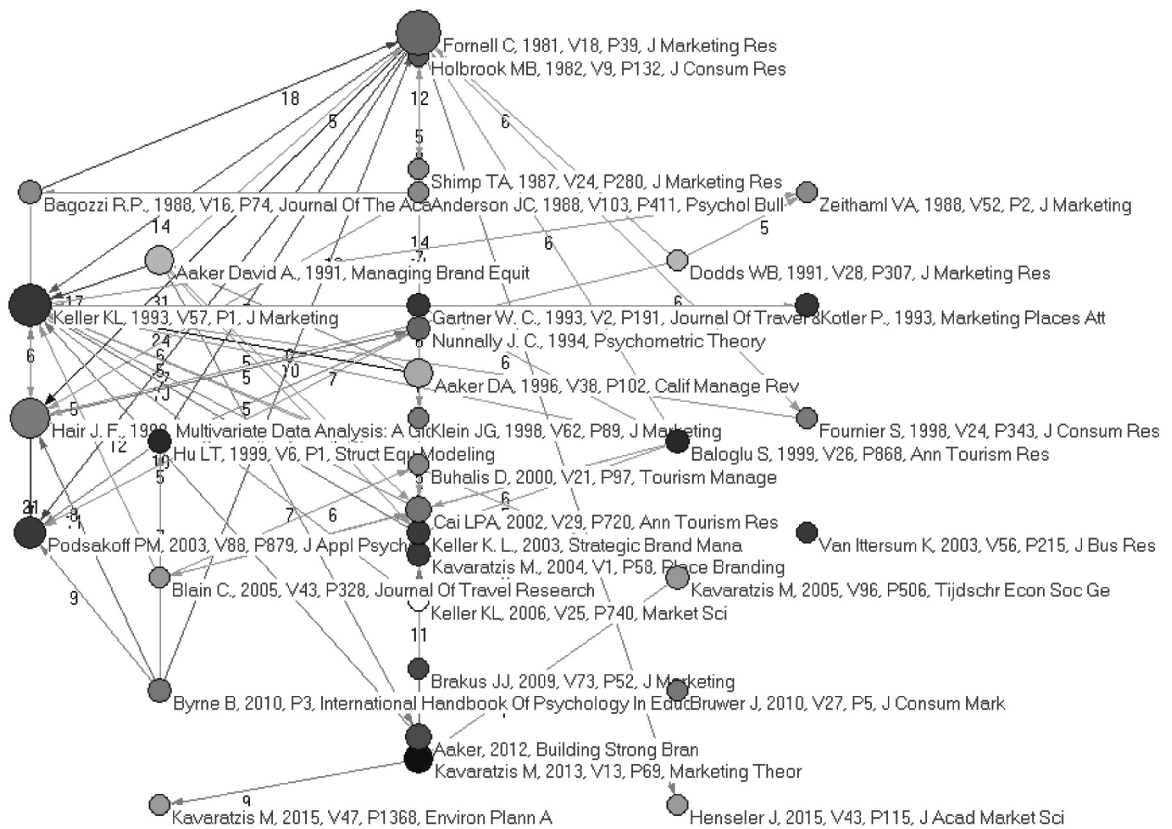 Fornell C, 1981, V18, P39, J Marketing Res
Holbrook MB, 1982, V9, P132, J Consum Res
18
12
5
6
5
Shimp TA, 1987, V24, P280, J Marketing Res
Bagozzi R.P., 1988, V16, P74, Journal Of The Aca
Anderson JC, 1988, V103, P411, Psychol Bull
Zeithaml VA, 1988, V52, P2, J Marketing
14
14
6
5
Aaker David A., 1991, Managing Brand Equit
Dodds WB, 1991, V28, P307, J Marketing Res
17
31
6
Keller KL, 1993, V57, P1, J Marketing
Gartner W. C., 1993, V2, P191, Journal Of Travel &
Kotler P., 1993, Marketing Places Att
Nunnally J. C., 1994, Psychometric Theory
24
6
5
10
6
5
7
Aaker DA, 1996, V38, P102, Calif Manage Rev
5
5
Hair J. F., Multivariate Data Analysis: A Glo
Klein JG, 1998, V62, P89, J Marketing
Fournier S, 1998, V24, P343, J Consum Res
12
Hu LT, 1999, V6, P1, Struct Equ Modeling
Baloglu S, 1999, V26, P868, Ann Tourism Res
5
Buhalis D, 2000, V21, P97, Tourism Manage
21
7
6
6
Cai LPA, 2002, V29, P720, Ann Tourism Res
Podsakoff PM, 2003, V88, P879, J Appl Psych
Keller K. L., 2003, Strategic Brand Mana
Van Ittersum K, 2003, V56, P215, J Bus Res
Kavaratzis M., 2004, V1, P58, Place Branding
Blain C., 2005, V43, P328, Journal Of Travel Research
Kavaratzis M, 2005, V96, P506, Tijdschr Econ Soc Ge
9
Keller KL, 2006, V25, P740, Market Sci
11
Brakus JJ, 2009, V73, P52, J Marketing
Byrne B, 2010, P3, International Handbook Of Psychology In Educ
Bruwer J, 2010, V27, P5, J Consum Mark
Aaker, 2012, Building Strong Bran
Kavaratzis M, 2013, V13, P69, Marketing Theor
9
Kavaratzis M, 2015, V47, P1368, Environ Plann A
Henseler J, 2015, V43, P115, J Acad Market Sci